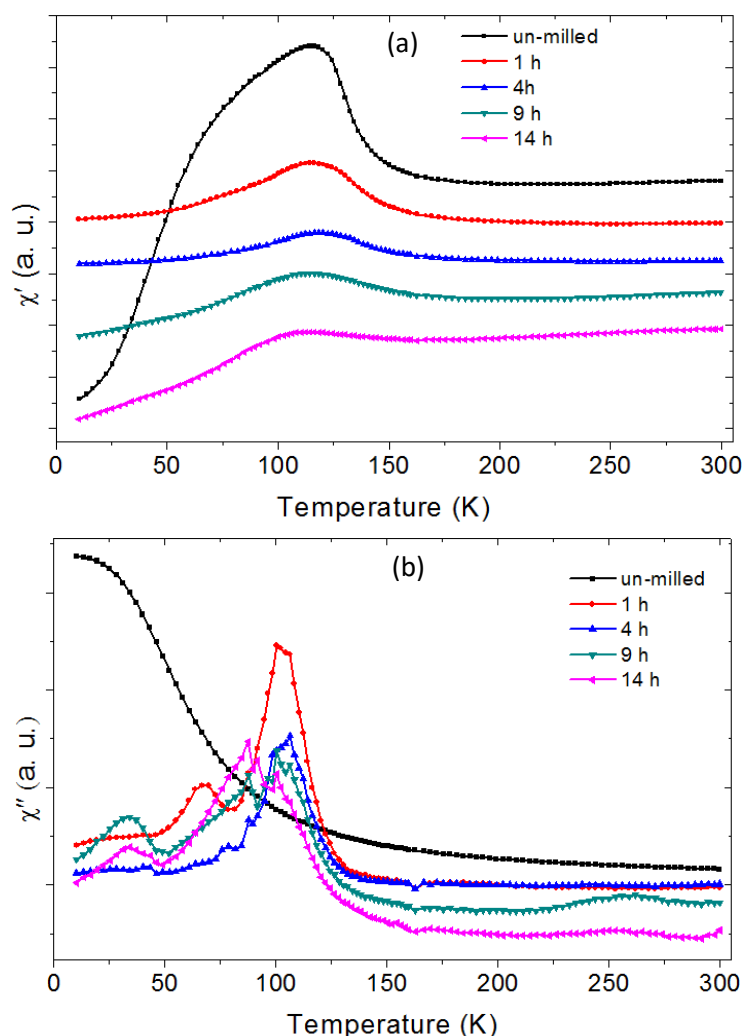 (a)
un-milled
1 h
4h
9 h
14 h
χ′ (a. u.)
0 50 100 150 200 250 300
Temperature (K)
(b)
un-milled
1 h
4 h
9 h
14 h
χ″ (a. u.)
0 50 100 150 200 250 300
Temperature (K)